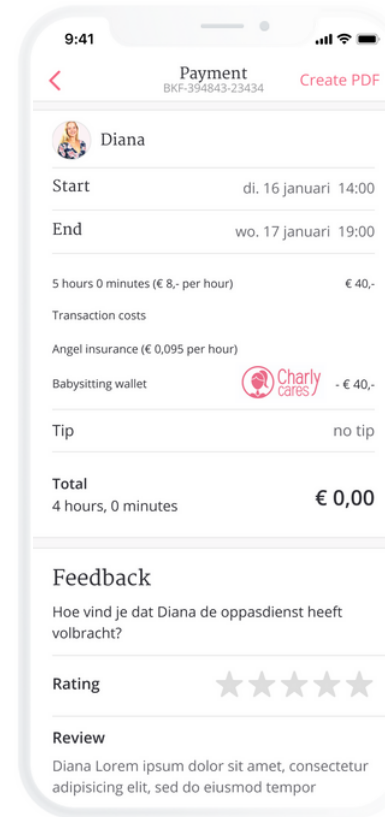 9:41
Payment
BKF-394843-23434
Create PDF
Diana
Start di. 16 januari 14:00
End wo. 17 januari 19:00
5 hours 0 minutes (€ 8,- per hour) € 40,-
Transaction costs
Angel insurance (€ 0,095 per hour)
Babysitting wallet Charly cares - € 40,-
Tip no tip
Total
4 hours, 0 minutes € 0,00
Feedback
Hoe vind je dat Diana de oppasdienst heeft
volbracht?
Rating
Review
Diana Lorem ipsum dolor sit amet, consectetur
adipisicing elit, sed do eiusmod tempor